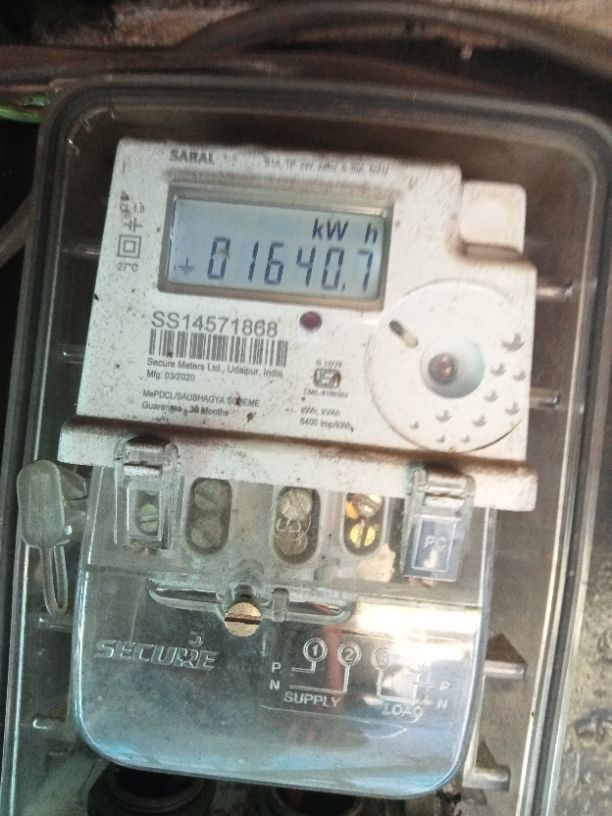 SARAL
kW h
01640.7
27°C
SS14571868
Secure Meters Ltd., Udaipur, India
Mfg: 03/2020
MePDCL/SAUBHAGYA SCHEME
Guarantee : 36 Months
kWh, kVAh
6400 imp/kWh
PC
SECURE
1 2 3
P P
N N
SUPPLY LOAD